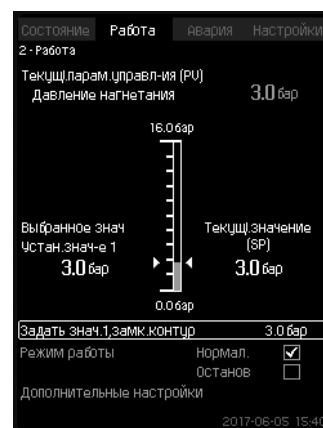 Состояние Работа Авария Настройки
2 - Работа
Текущ.парам.управл-ия (PV)
Давление нагнетания 3.0 бар
16.0 бар
Выбранное знач
Устан.знач-е 1
3.0 бар
Текущ.значение
(SP)
3.0 бар
0.0 бар
Задать знач.1,замк.контур 3.0 бар
Режим работы Нормал.
Останов
Дополнительные настройки
2017-06-05 15:40